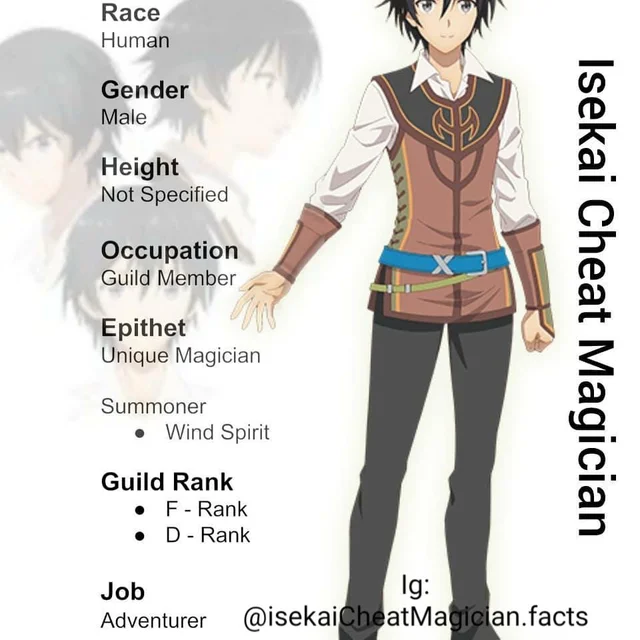 Race
Human
Gender
Male
Height
Not Specified
Occupation
Guild Member
Epithet
Unique Magician
Summoner
● Wind Spirit
Guild Rank
● F - Rank
● D - Rank
Job
Adventurer
Isekai Cheat Magician
Ig:
@isekaiCheatMagician.facts